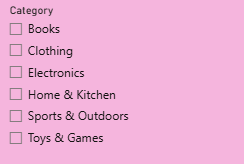 Category
Books
Clothing
Electronics
Home & Kitchen
Sports & Outdoors
Toys & Games